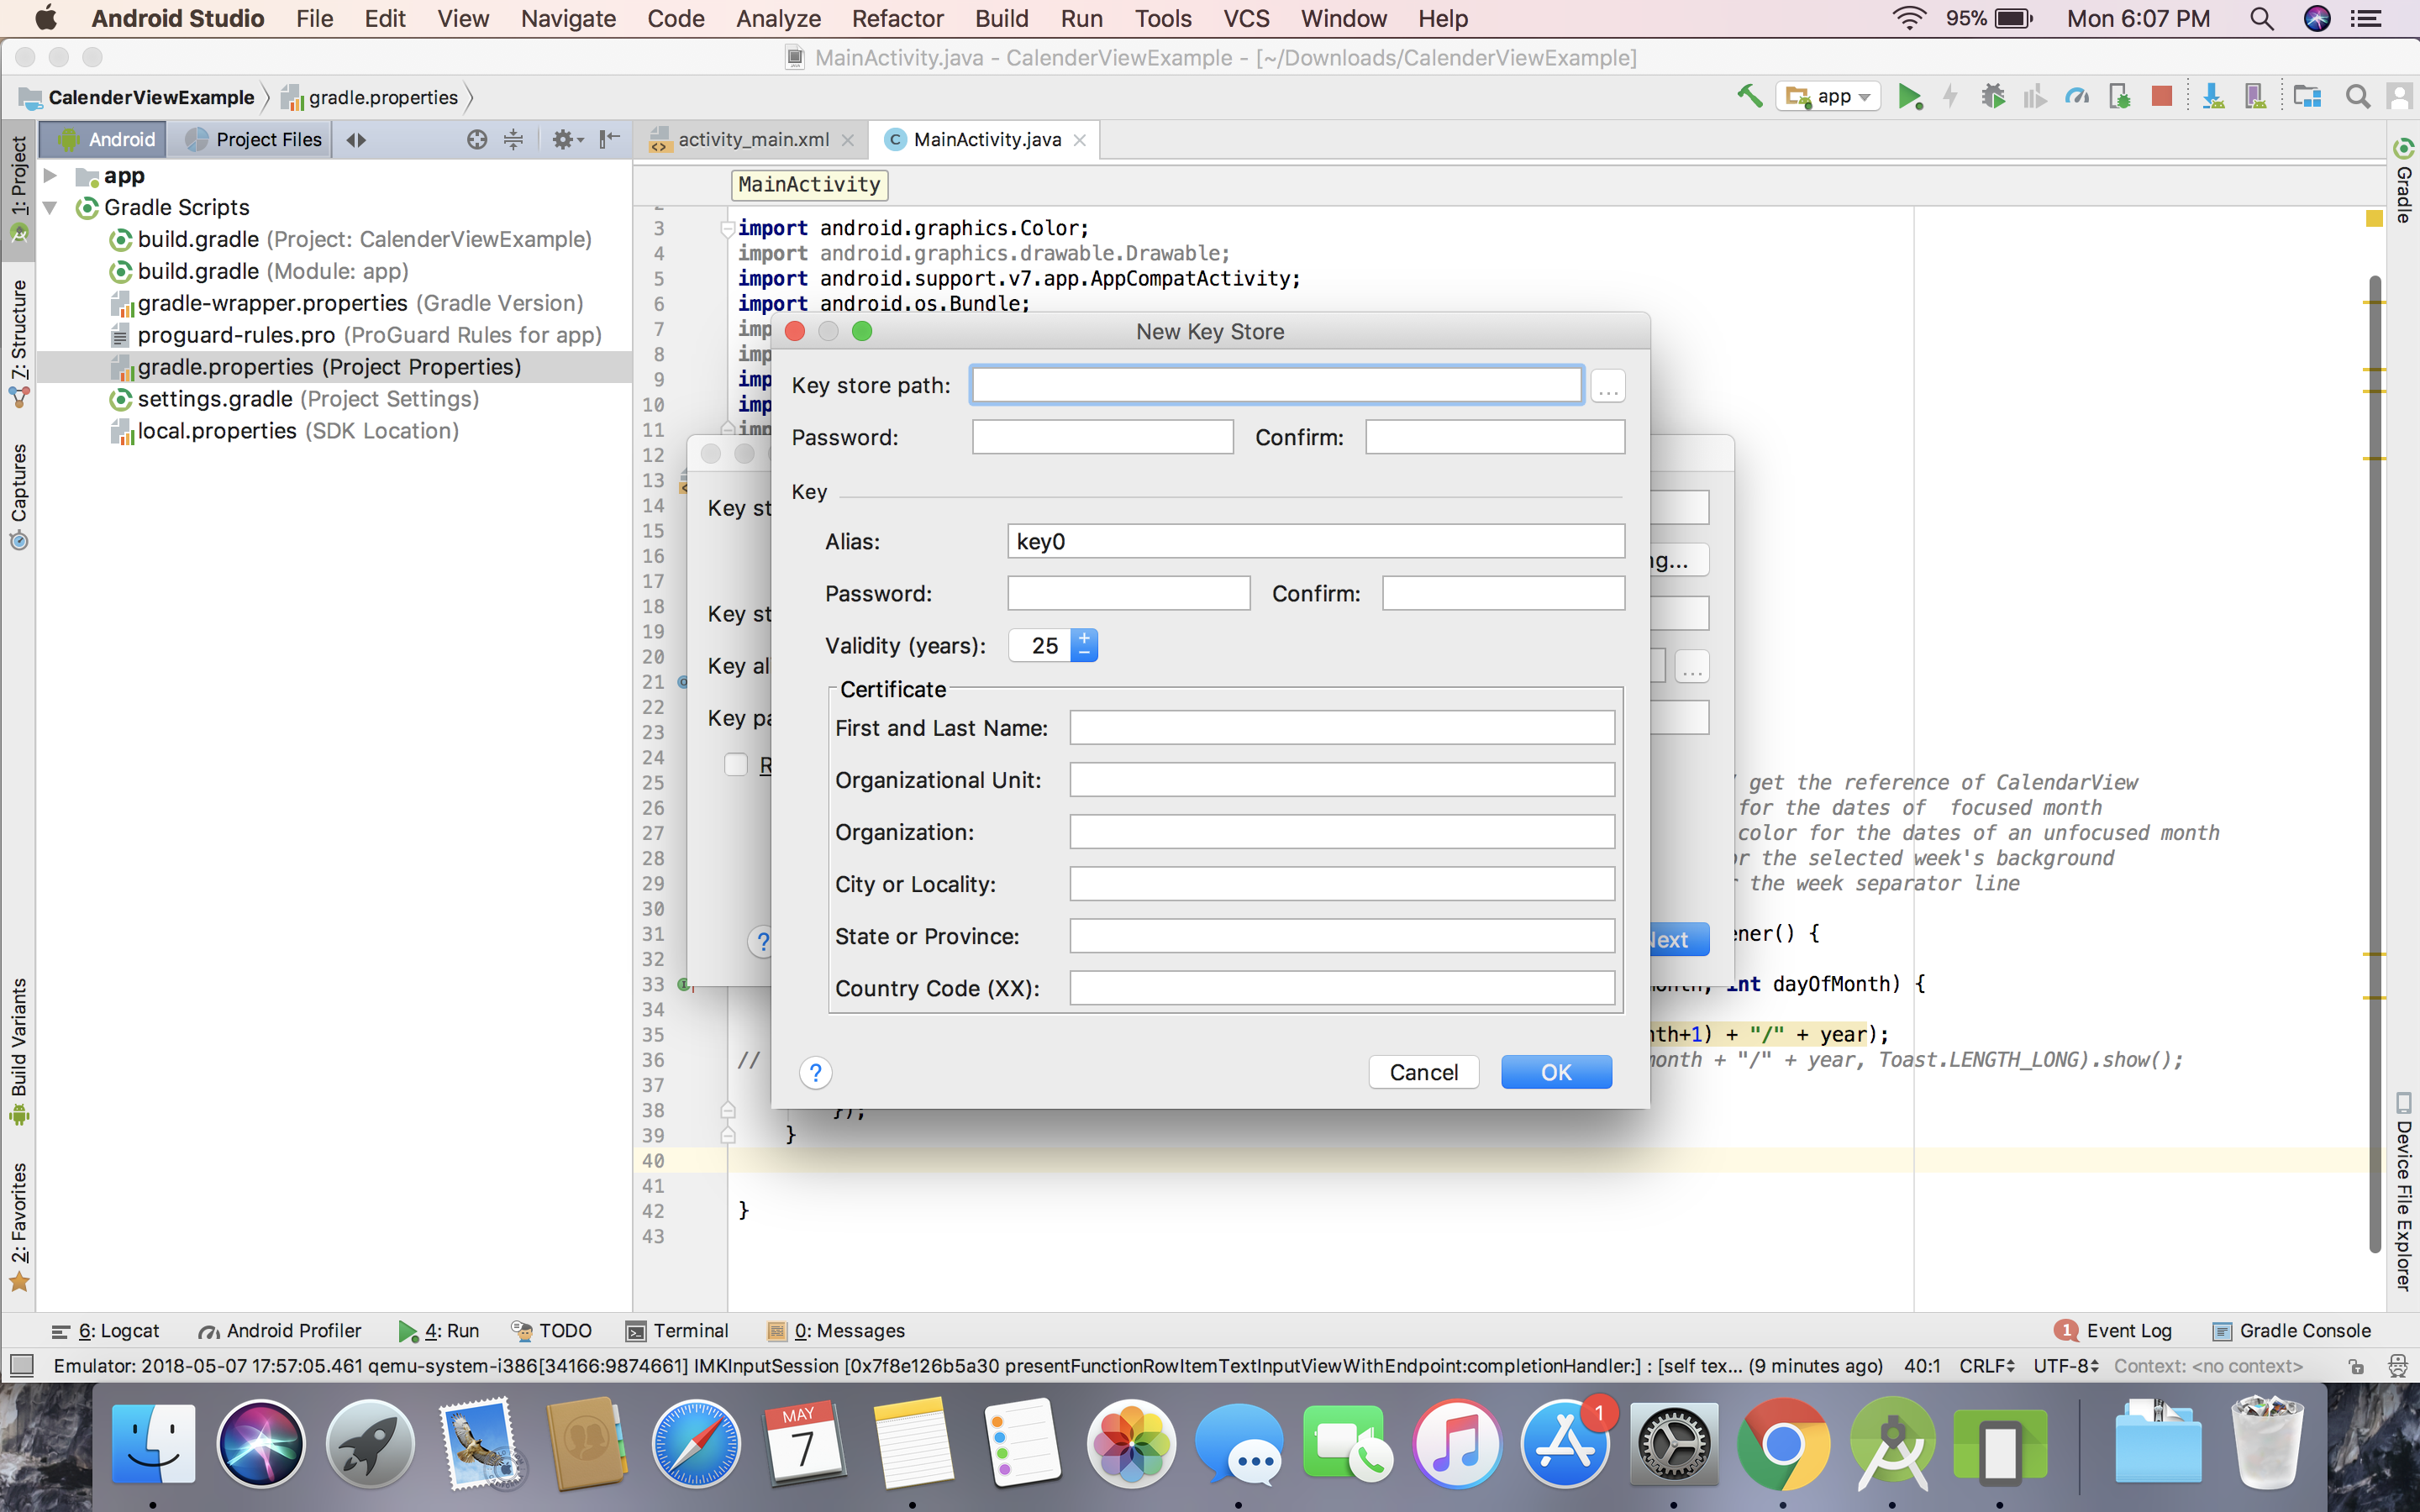 Android Studio File Edit View Navigate Code Analyze Refactor Build Run Tools VCS Window Help 95% Mon 6:07 PM
MainActivity.java - CalenderViewExample - [~/Downloads/CalenderViewExample]
CalenderViewExample gradle.properties app
Android Project Files activity_main.xml MainActivity.java
1: Project
7: Structure
Captures
Build Variants
2: Favorites
Gradle
Device File Explorer
app
Gradle Scripts
build.gradle (Project: CalenderViewExample)
build.gradle (Module: app)
gradle-wrapper.properties (Gradle Version)
proguard-rules.pro (ProGuard Rules for app)
gradle.properties (Project Properties)
settings.gradle (Project Settings)
local.properties (SDK Location)
MainActivity
3 import android.graphics.Color;
4 import android.graphics.drawable.Drawable;
5 import android.support.v7.app.AppCompatActivity;
6 import android.os.Bundle;
7 imp
8 imp
9 imp
10 imp
11 imp
12
13
14
15
16
17
18
19
20
21
22
23
24
25 get the reference of CalendarView
26 for the dates of focused month
27 color for the dates of an unfocused month
28 or the selected week's background
29 the week separator line
30
31 ener() {
32
33 month, int dayOfMonth) {
34
35 nth+1) + "/" + year);
36 // month + "/" + year, Toast.LENGTH_LONG).show();
37
38 });
39 }
40
41
42 }
43
Key st
ng...
Key st
Key al
...
Key pa
R
?
Next
New Key Store
Key store path: ...
Password: Confirm:
Key
Alias: key0
Password: Confirm:
Validity (years): 25
Certificate
First and Last Name:
Organizational Unit:
Organization:
City or Locality:
State or Province:
Country Code (XX):
? Cancel OK
6: Logcat Android Profiler 4: Run TODO Terminal 0: Messages 1 Event Log Gradle Console
Emulator: 2018-05-07 17:57:05.461 qemu-system-i386[34166:9874661] IMKInputSession [0x7f8e126b5a30 presentFunctionRowItemTextInputViewWithEndpoint:completionHandler:] : [self tex... (9 minutes ago) 40:1 CRLF UTF-8 Context: <no context>
MAY
7
1